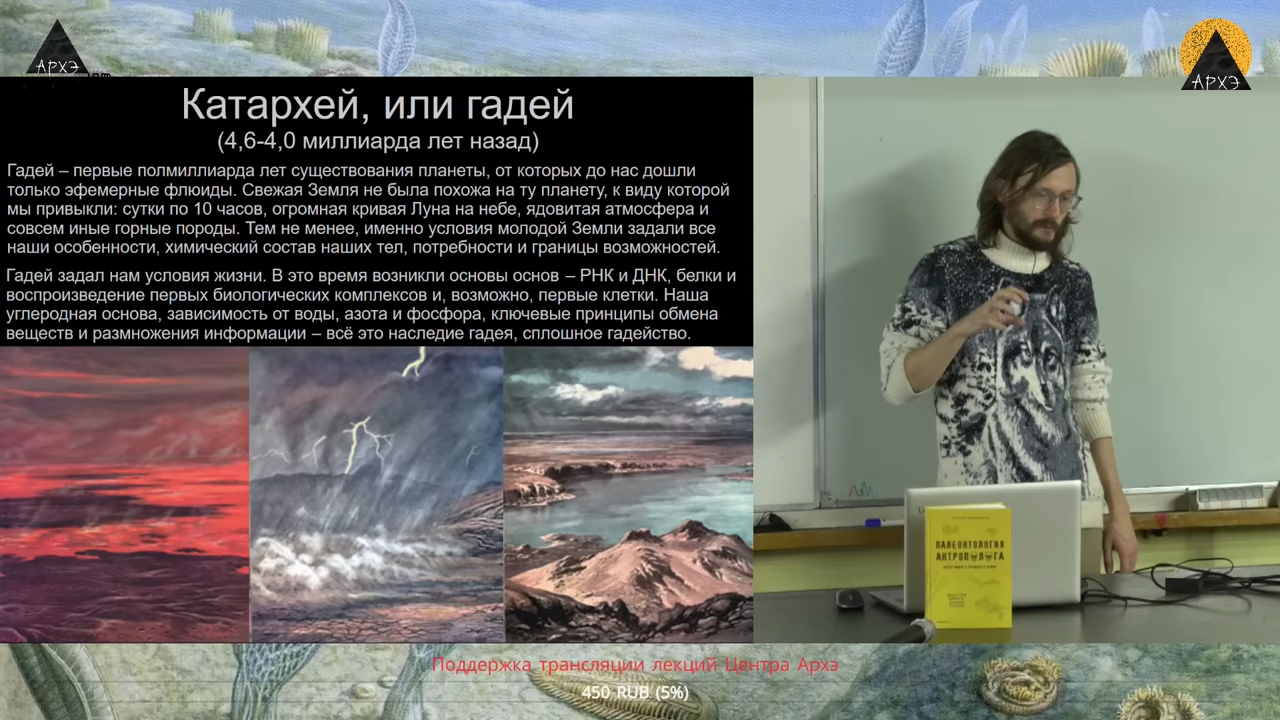 АРХЭ
АРХЭ
Катархей, или гадей
(4,6-4,0 миллиарда лет назад)
Гадей – первые полмиллиарда лет существования планеты, от которых до нас дошли
только эфемерные флюиды. Свежая Земля не была похожа на ту планету, к виду которой
мы привыкли: сутки по 10 часов, огромная кривая Луна на небе, ядовитая атмосфера и
совсем иные горные породы. Тем не менее, именно условия молодой Земли задали все
наши особенности, химический состав наших тел, потребности и границы возможностей.
Гадей задал нам условия жизни. В это время возникли основы основ – РНК и ДНК, белки и
воспроизведение первых биологических комплексов и, возможно, первые клетки. Наша
углеродная основа, зависимость от воды, азота и фосфора, ключевые принципы обмена
веществ и размножения информации – всё это наследие гадея, сплошное гадейство.
ПАЛЕОНТОЛОГИЯ
АНТРОПОЛОГА
Поддержка трансляции лекций Центра Архэ
450 RUB (5%)